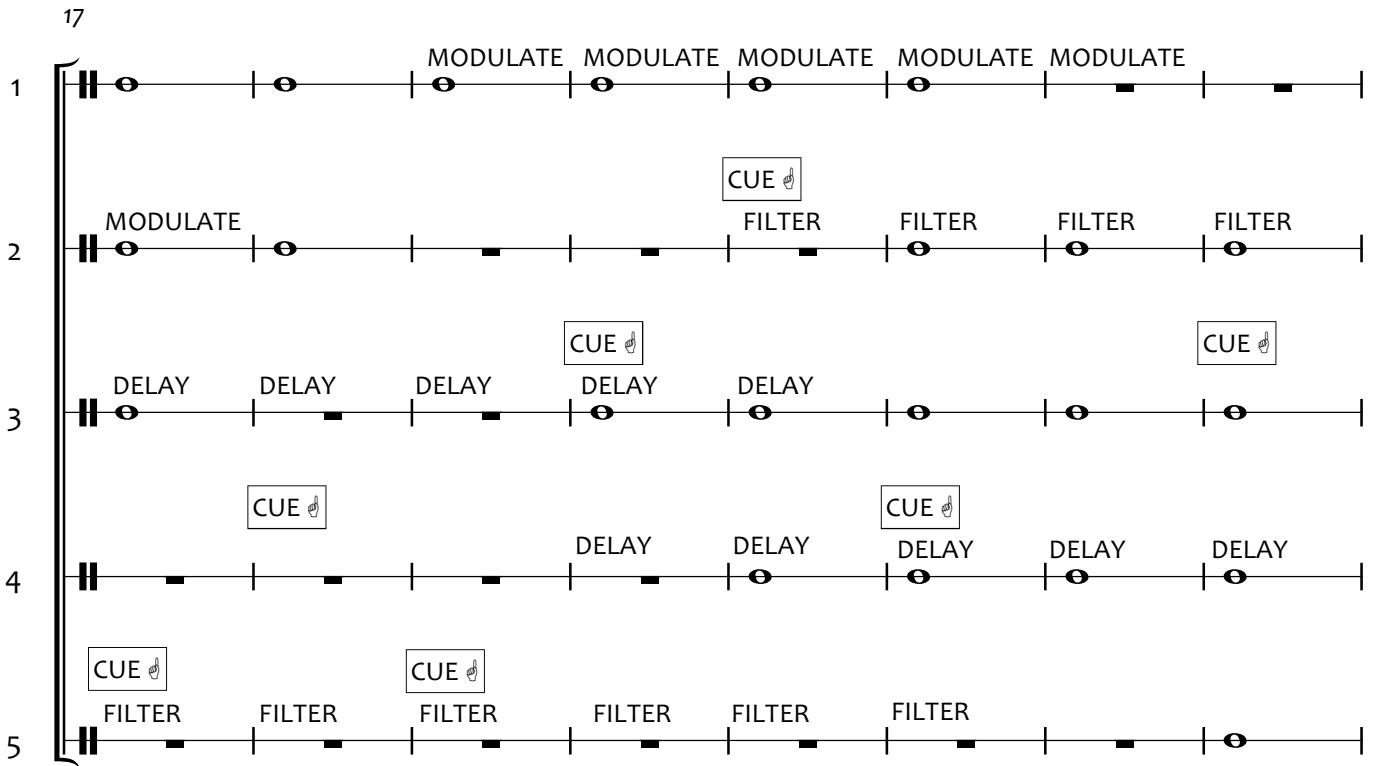 17
MODULATE MODULATE MODULATE MODULATE MODULATE
1
CUE ☝
MODULATE FILTER FILTER FILTER FILTER
2
CUE ☝ CUE ☝
DELAY DELAY DELAY DELAY DELAY
3
CUE ☝ CUE ☝
DELAY DELAY DELAY DELAY DELAY
4
CUE ☝ CUE ☝
FILTER FILTER FILTER FILTER FILTER FILTER
5